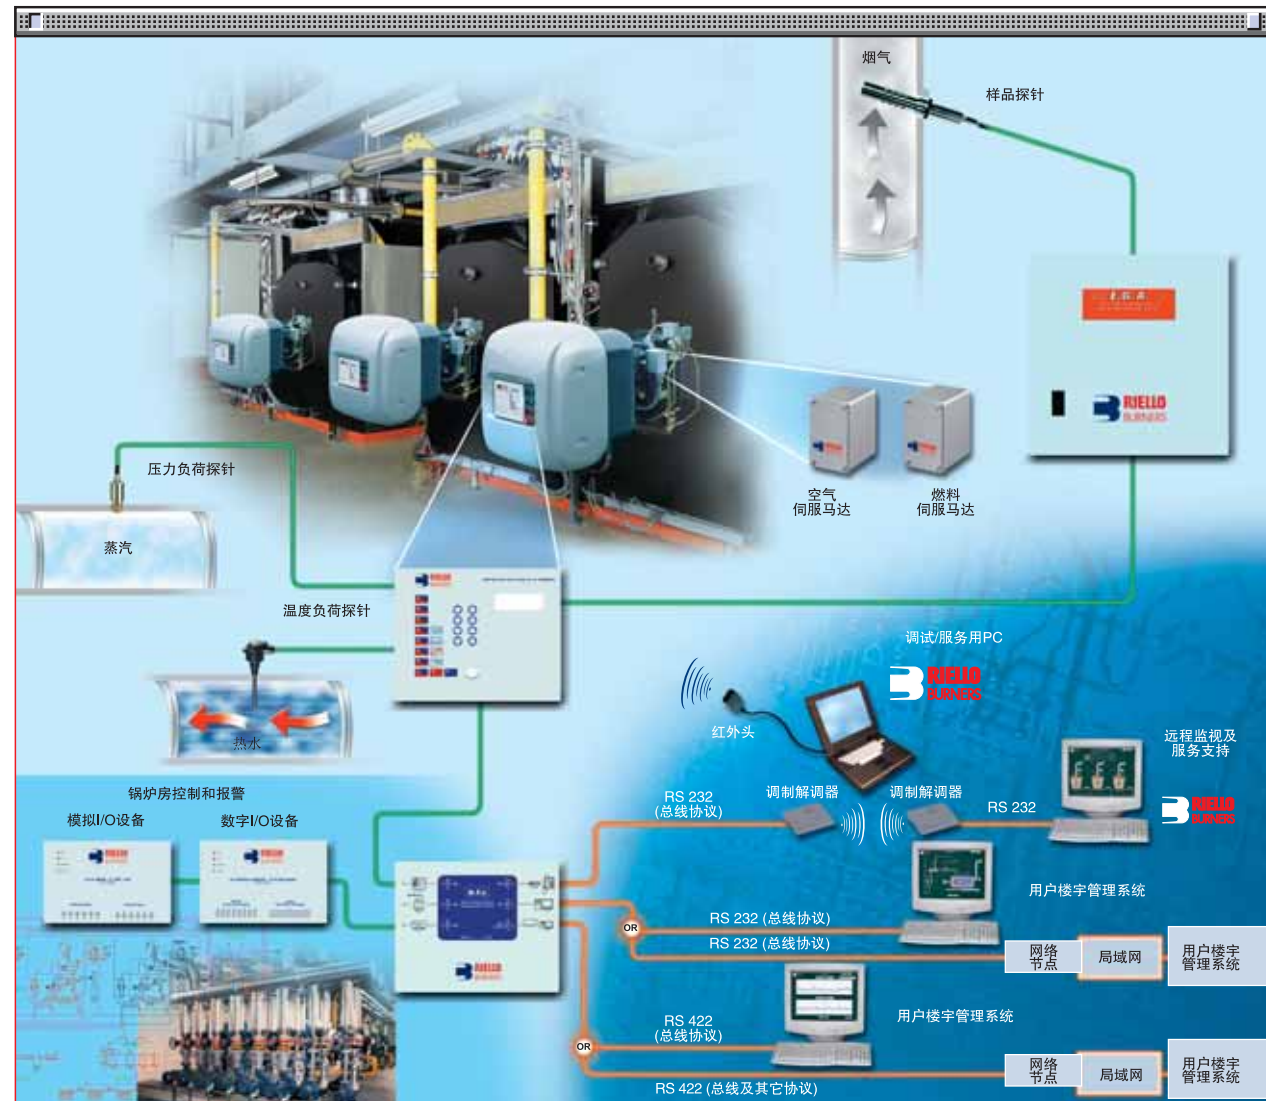 烟气
样品探针
E.G.A.
RIELLO
BURNERS
空气
伺服马达
燃料
伺服马达
压力负荷探针
蒸汽
温度负荷探针
RIELLO
热水
调试/服务用PC
RIELLO
BURNERS
红外头
远程监视及
服务支持
RIELLO
BURNERS
锅炉房控制和报警
模拟I/O设备
数字I/O设备
RIELLO
RIELLO
RS 232
(总线协议)
调制解调器
调制解调器
RS 232
用户楼宇管理系统
RS 232 (总线协议)
OR
RS 232 (总线协议)
网络
节点
局域网
用户楼宇
管理系统
RIELLO
RS 422
(总线协议)
用户楼宇管理系统
OR
RS 422 (总线及其它协议)
网络
节点
局域网
用户楼宇
管理系统